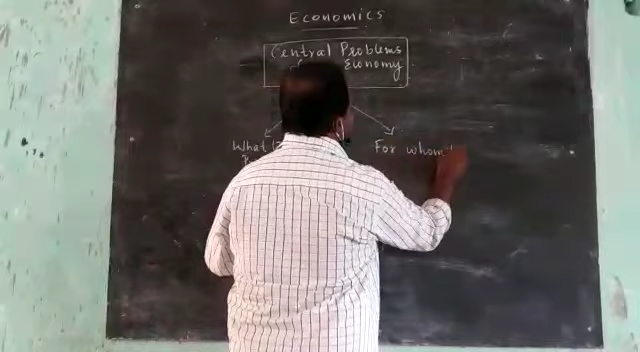 Economics
Central Problems
Economy
What
For whom